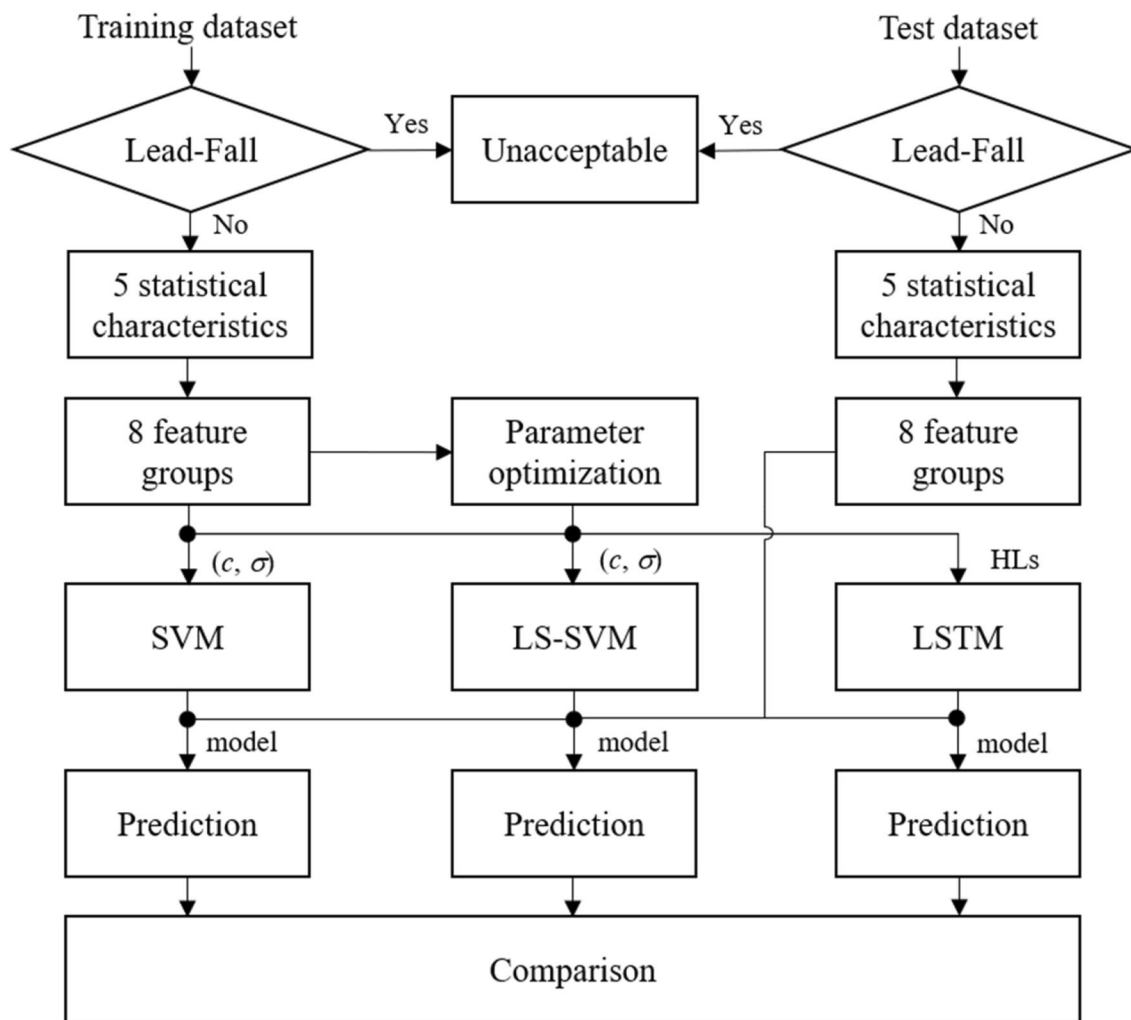 Training dataset
Test dataset
Lead-Fall
Yes
Unacceptable
Yes
Lead-Fall
No
No
5 statistical
characteristics
5 statistical
characteristics
8 feature
groups
Parameter
optimization
8 feature
groups
(c, σ)
(c, σ)
HLs
SVM
LS-SVM
LSTM
model
model
model
Prediction
Prediction
Prediction
Comparison